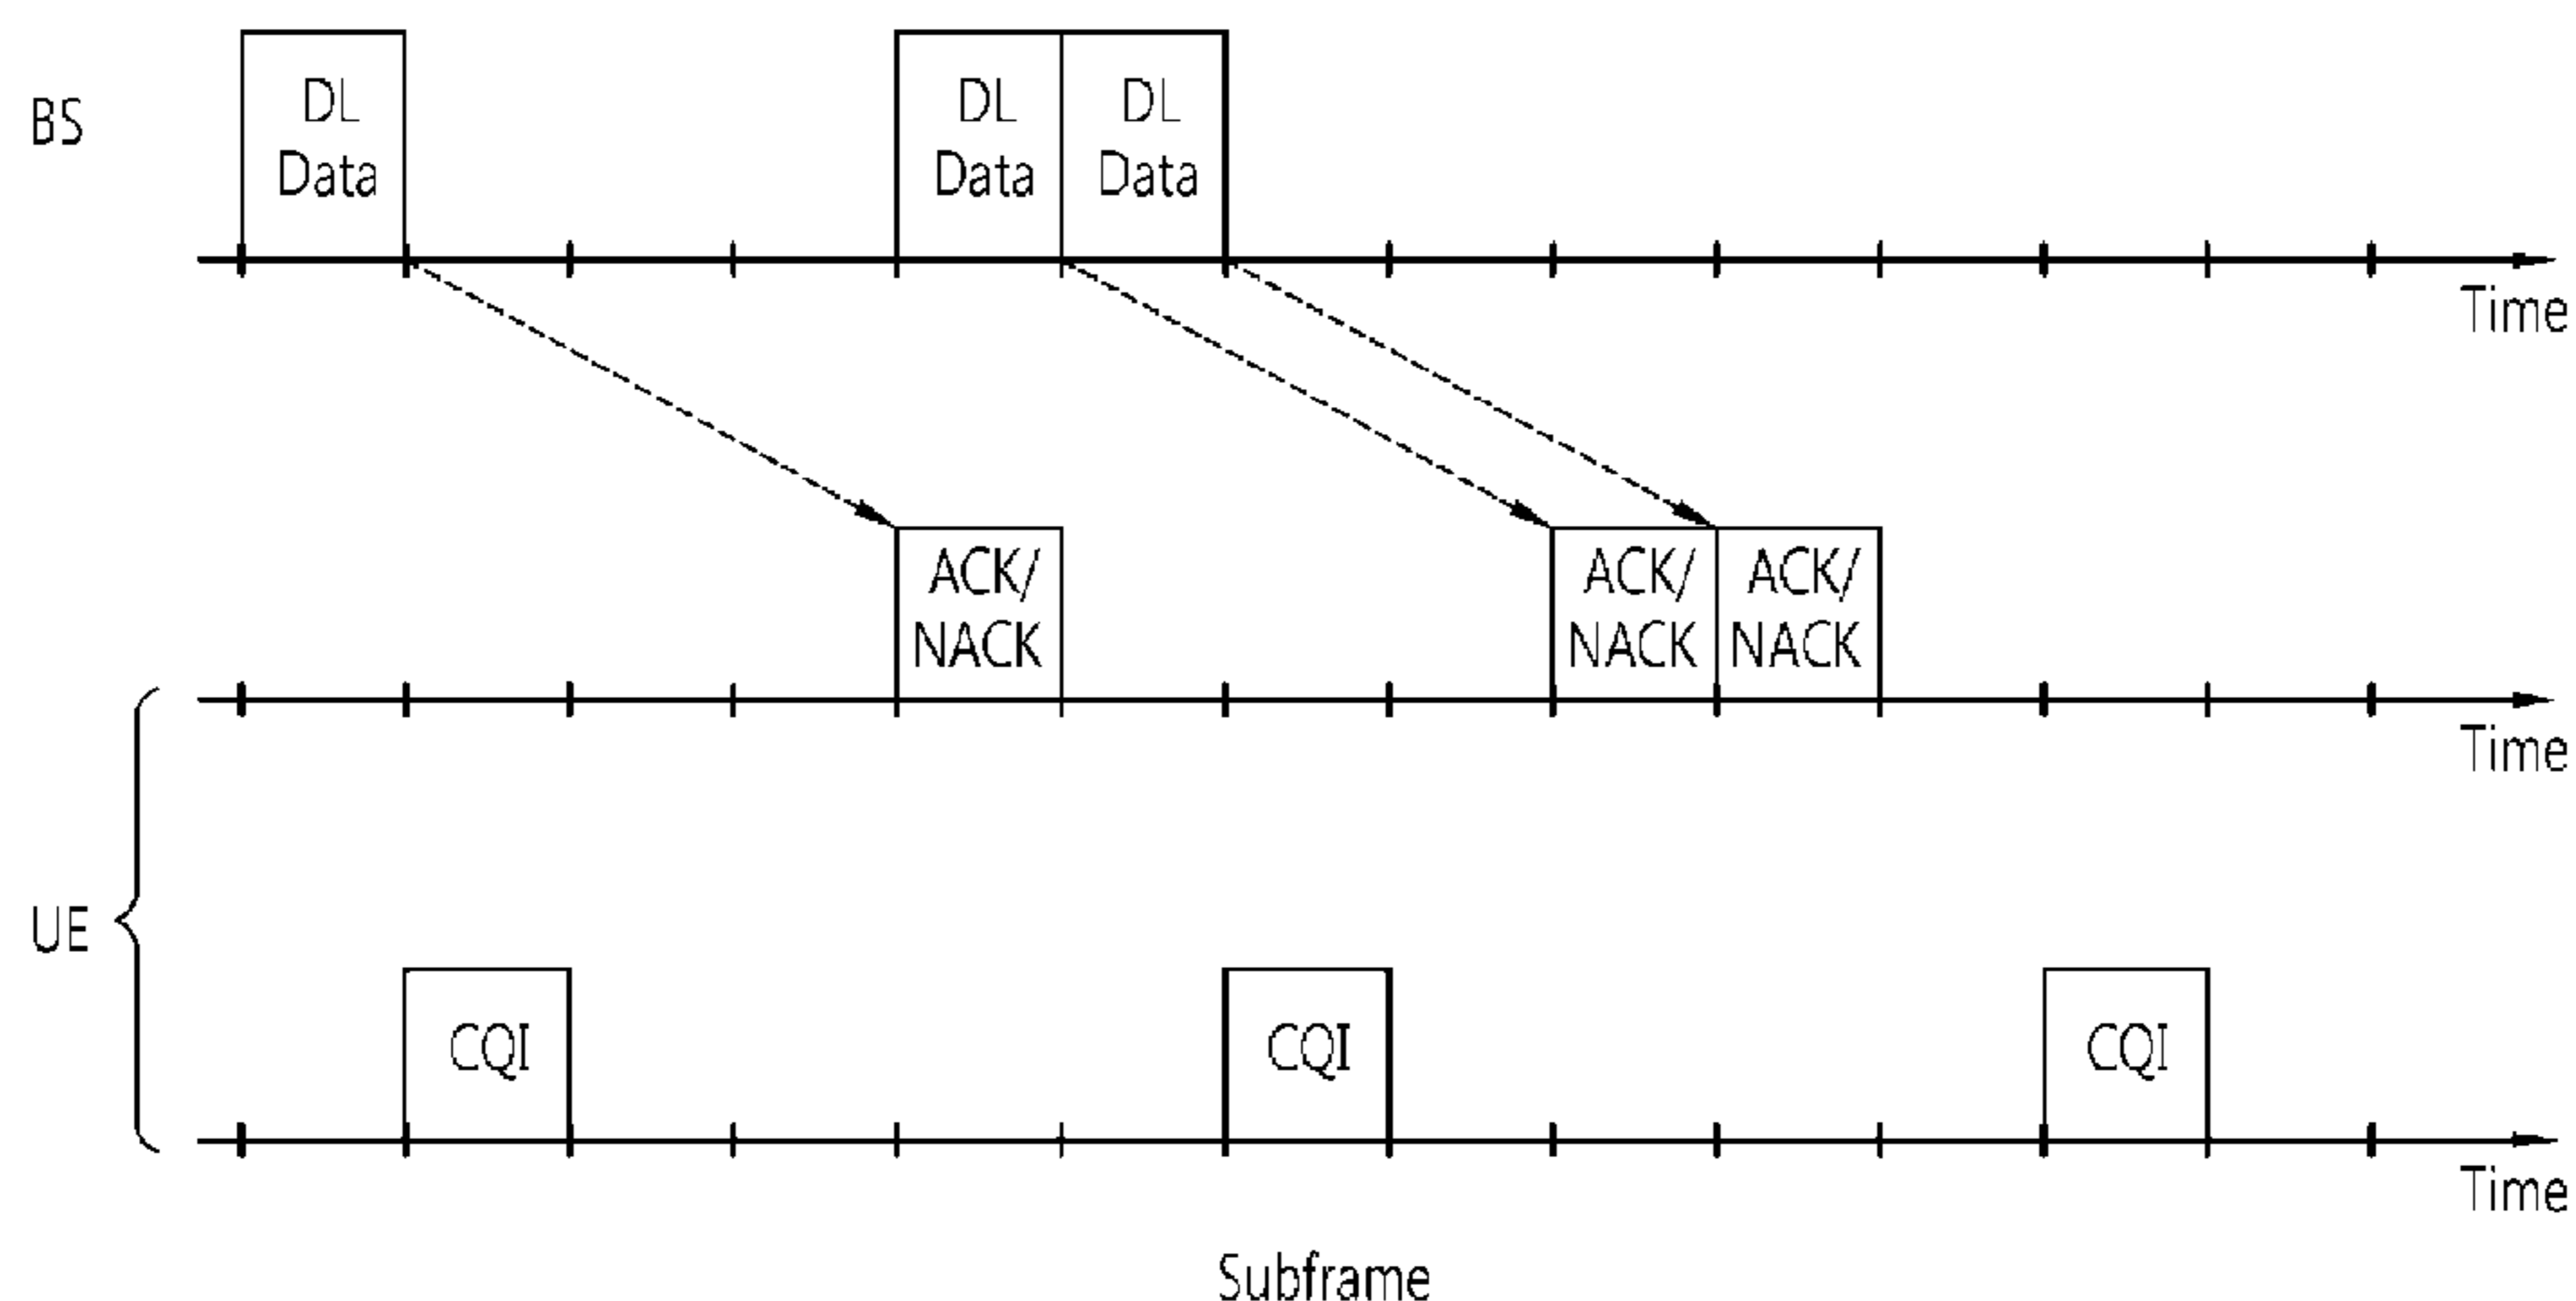 BS
DL
Data
DL
Data
DL
Data
Time
ACK/
NACK
ACK/
NACK
ACK/
NACK
Time
UE
CQI
CQI
CQI
Time
Subframe